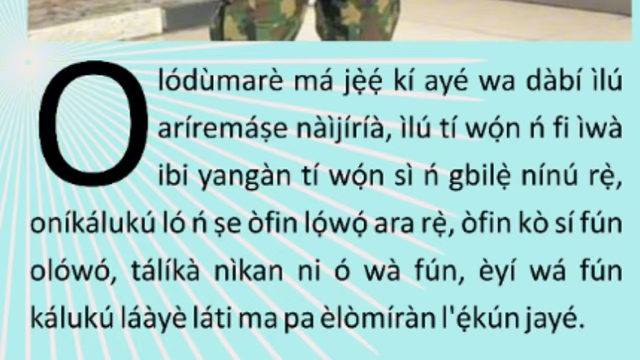 Olódùmarè má jẹ̀ẹ́ kí ayé wa dàbí ìlú
aríremáṣe nàìjíríà, ìlú tí wọ́n ń fi ìwà
ibi yangàn tí wọ́n sì ń gbilẹ̀ nínú rẹ̀,
oníkálukú ló ń ṣe òfin lọ́wọ́ ara rẹ̀, òfin kò sí fún
olówó, tálíkà nìkan ni ó wà fún, èyí wá fún
kálukú láàyè láti ma pa èlòmíràn l'ẹ́kún jayé.